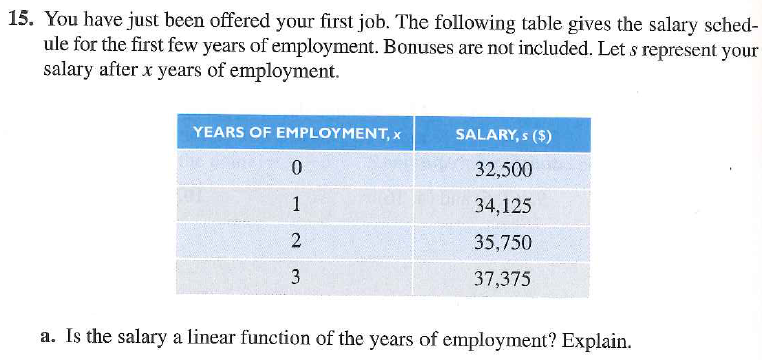 15. You have just been offered your first job. The following table gives the salary sched-
ule for the first few years of employment. Bonuses are not included. Let s represent your
salary after x years of employment.
YEARS OF EMPLOYMENT, x SALARY, s ($)
0 32,500
1 34,125
2 35,750
3 37,375
a. Is the salary a linear function of the years of employment? Explain.